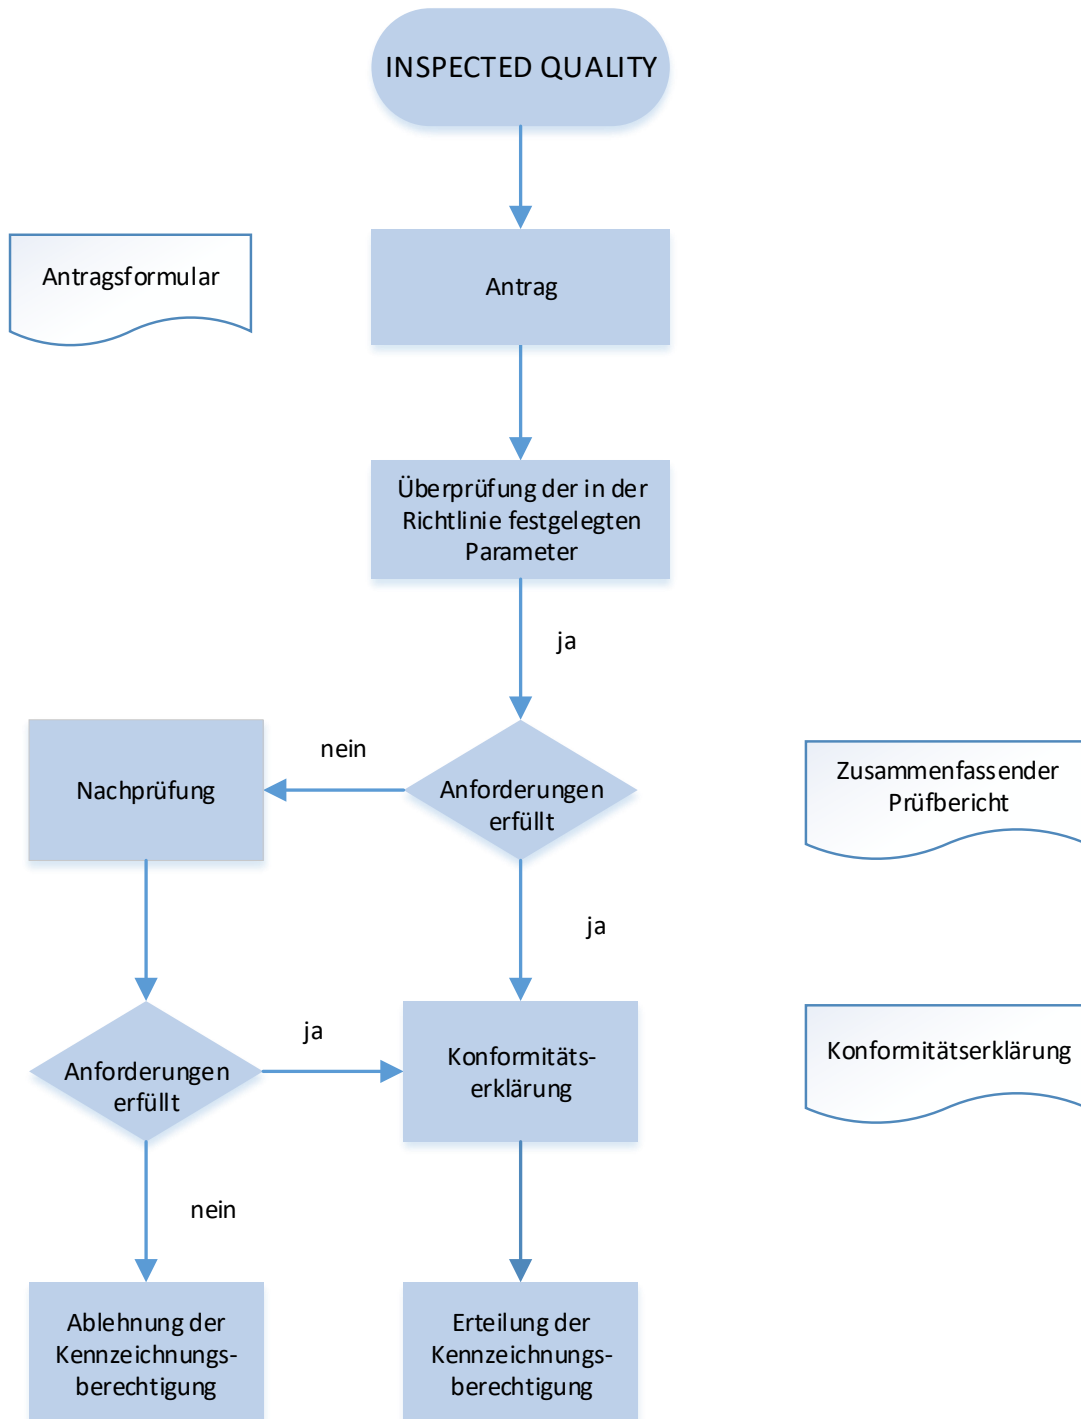 INSPECTED QUALITY
Antragsformular
Antrag
Überprüfung der in der
Richtlinie festgelegten
Parameter
ja
nein
Nachprüfung
Anforderungen
erfüllt
Zusammenfassender
Prüfbericht
ja
ja
Anforderungen
erfüllt
Konformitäts-
erklärung
Konformitätserklärung
nein
Ablehnung der
Kennzeichnungs-
berechtigung
Erteilung der
Kennzeichnungs-
berechtigung